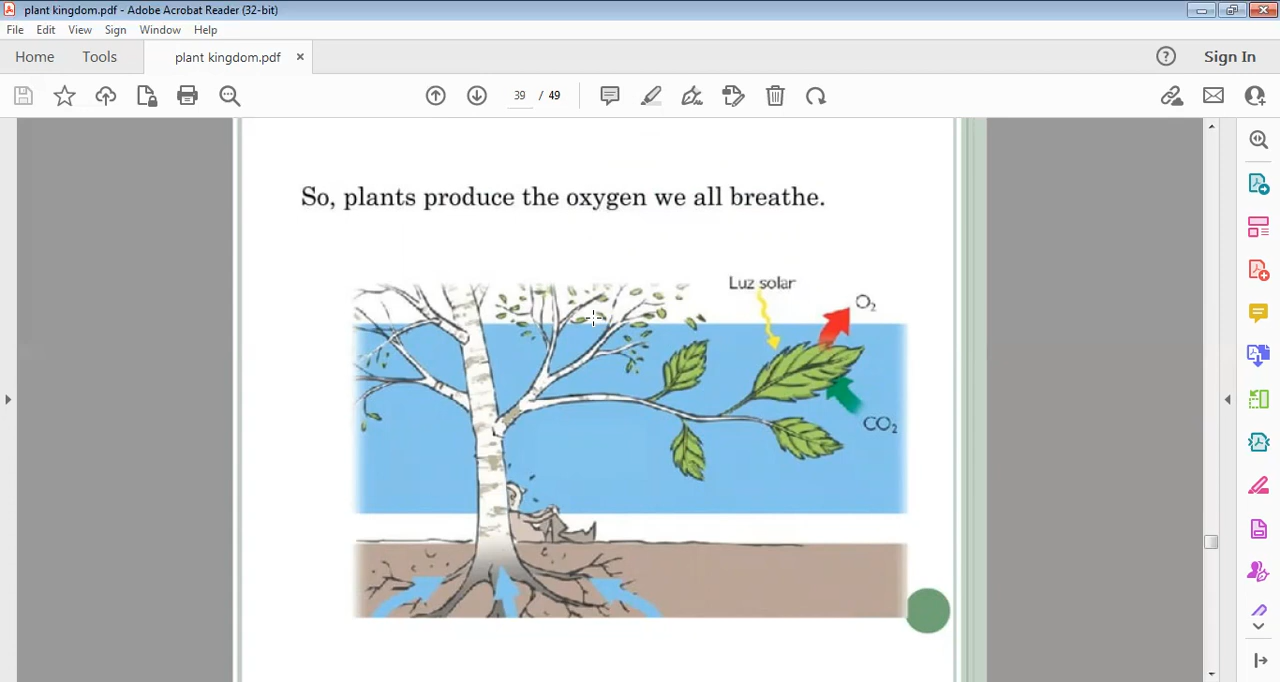 plant kingdom.pdf - Adobe Acrobat Reader (32-bit)
File Edit View Sign Window Help
Home Tools plant kingdom.pdf × ? Sign In
39 / 49
So, plants produce the oxygen we all breathe.
Luz solar
O₂
CO₂